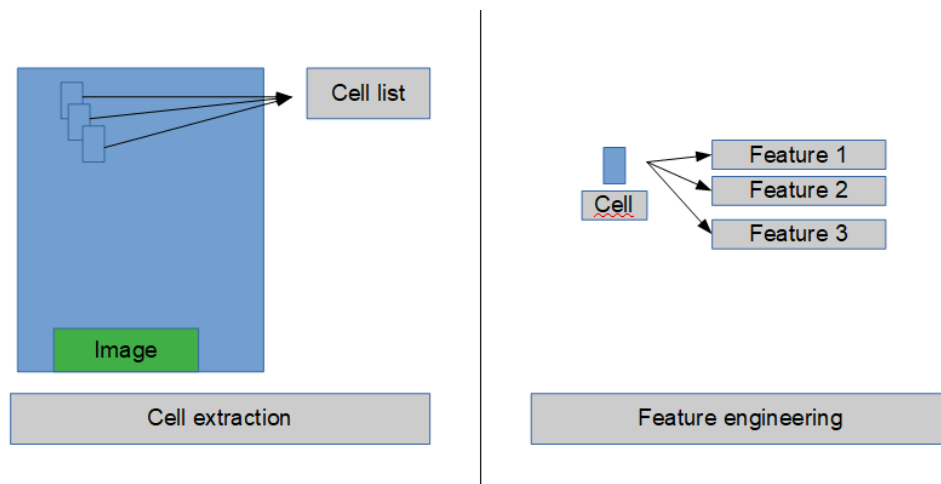 Cell list
Image
Cell extraction
Feature 1
Feature 2
Cell
Feature 3
Feature engineering